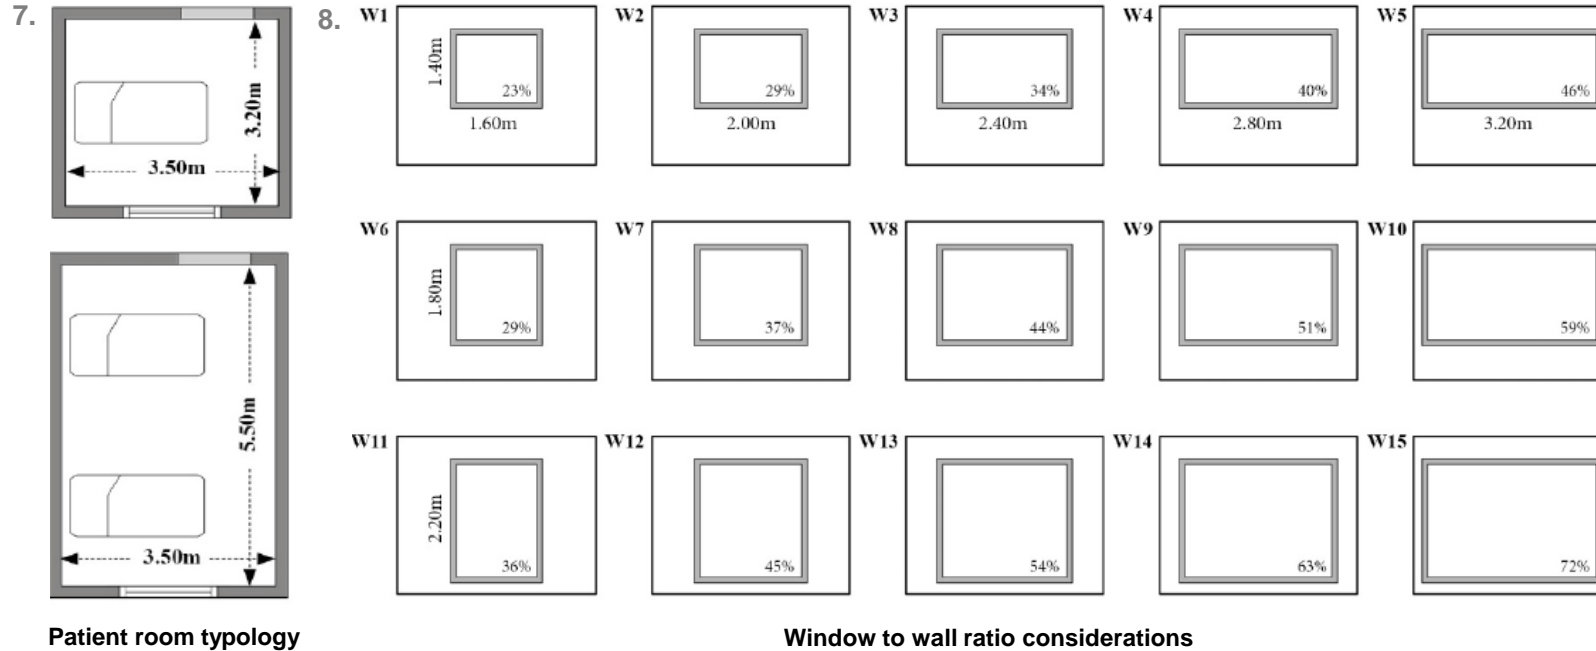 7.
3.20m
3.50m
5.50m
3.50m
Patient room typology
8.
W1 W2 W3 W4 W5
1.40m
23% 29% 34% 40% 46%
1.60m 2.00m 2.40m 2.80m 3.20m
W6 W7 W8 W9 W10
1.80m
29% 37% 44% 51% 59%
W11 W12 W13 W14 W15
2.20m
36% 45% 54% 63% 72%
Window to wall ratio considerations